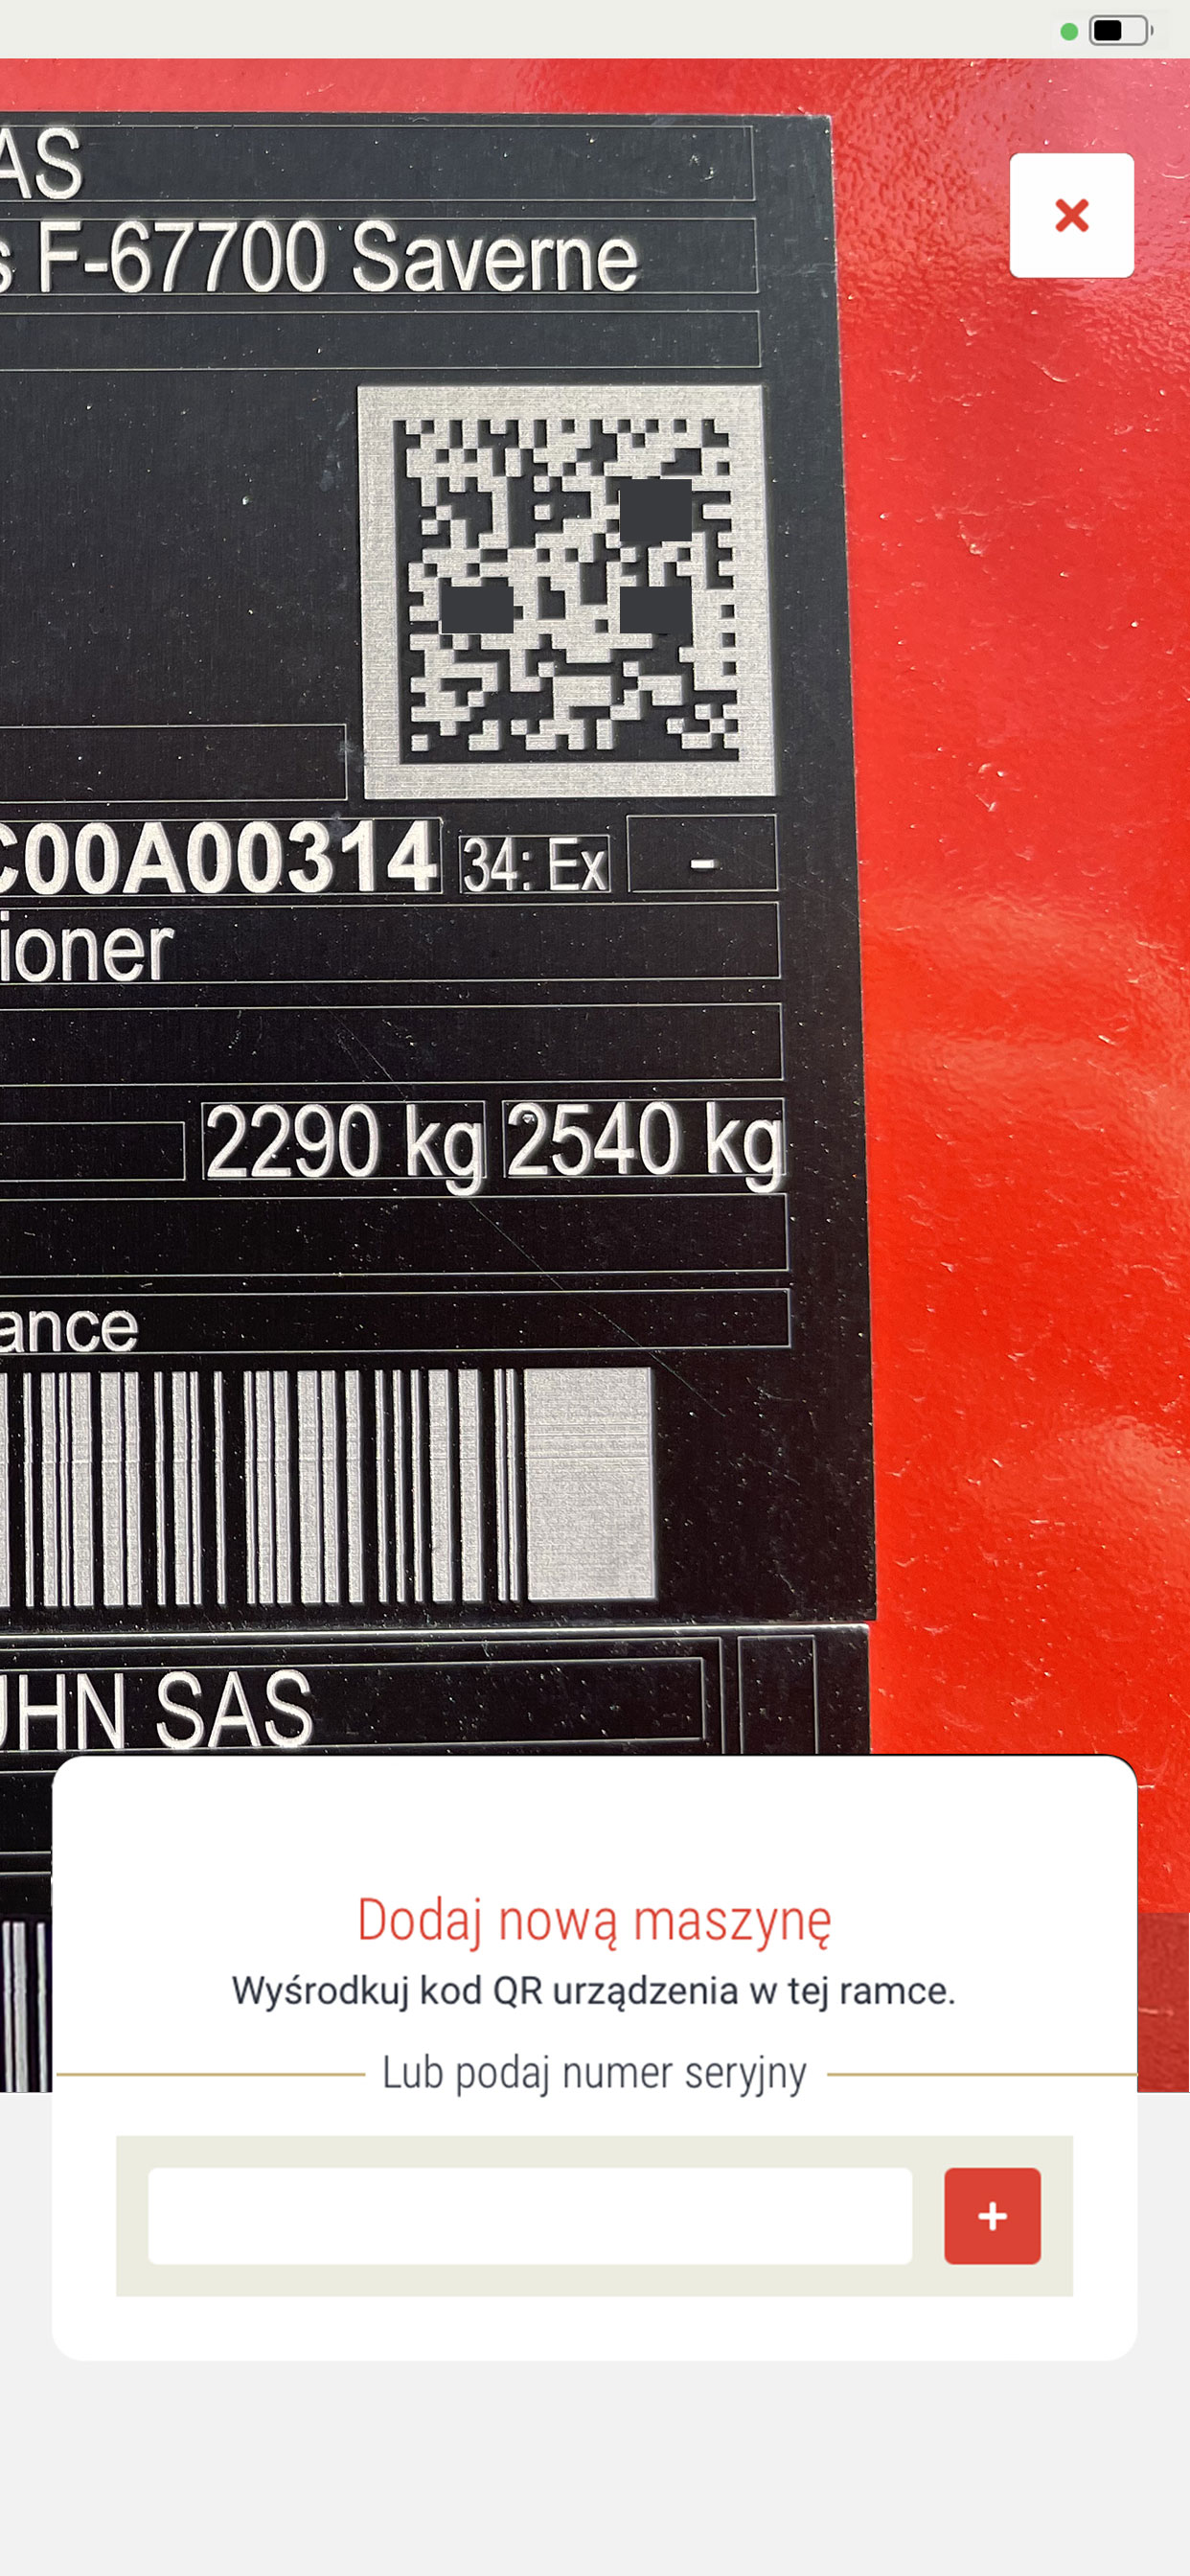 AS
s F-67700 Saverne
C00A00314 34: Ex -
ioner
2290 kg 2540 kg
ance
UHN SAS
Dodaj nową maszynę
Wyśrodkuj kod QR urządzenia w tej ramce.
Lub podaj numer seryjny